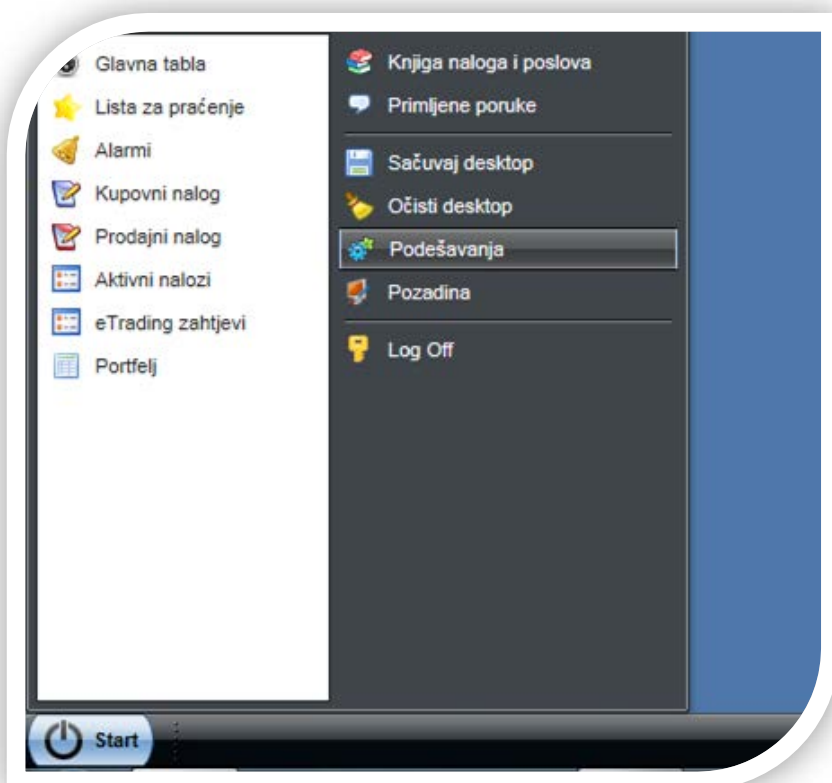 Glavna tabla
Lista za praćenje
Alarmi
Kupovni nalog
Prodajni nalog
Aktivni nalozi
eTrading zahtjevi
Portfelj
Knjiga naloga i poslova
Primljene poruke
Sačuvaj desktop
Očisti desktop
Podešavanja
Pozadina
Log Off
Start